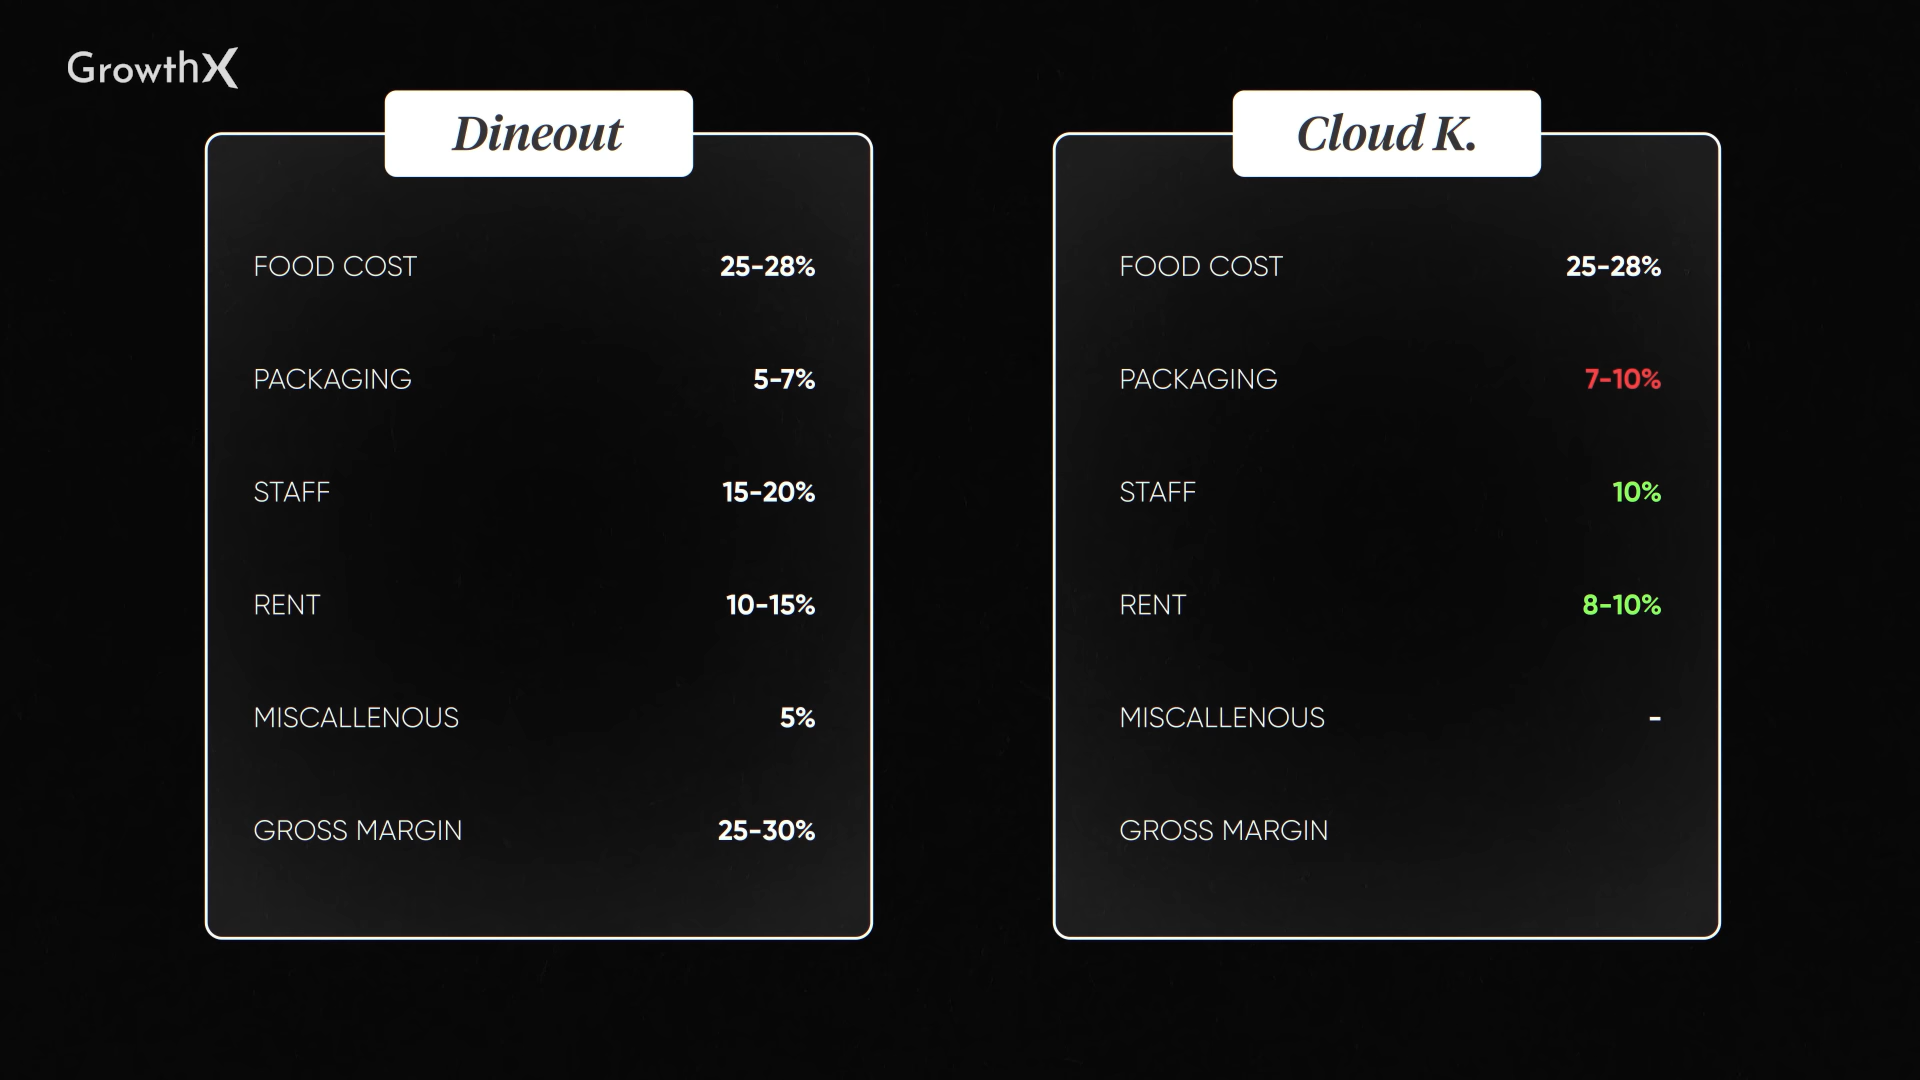 GrowthX
Dineout
FOOD COST 25-28%
PACKAGING 5-7%
STAFF 15-20%
RENT 10-15%
MISCALLENOUS 5%
GROSS MARGIN 25-30%
Cloud K.
FOOD COST 25-28%
PACKAGING 7-10%
STAFF 10%
RENT 8-10%
MISCALLENOUS -
GROSS MARGIN